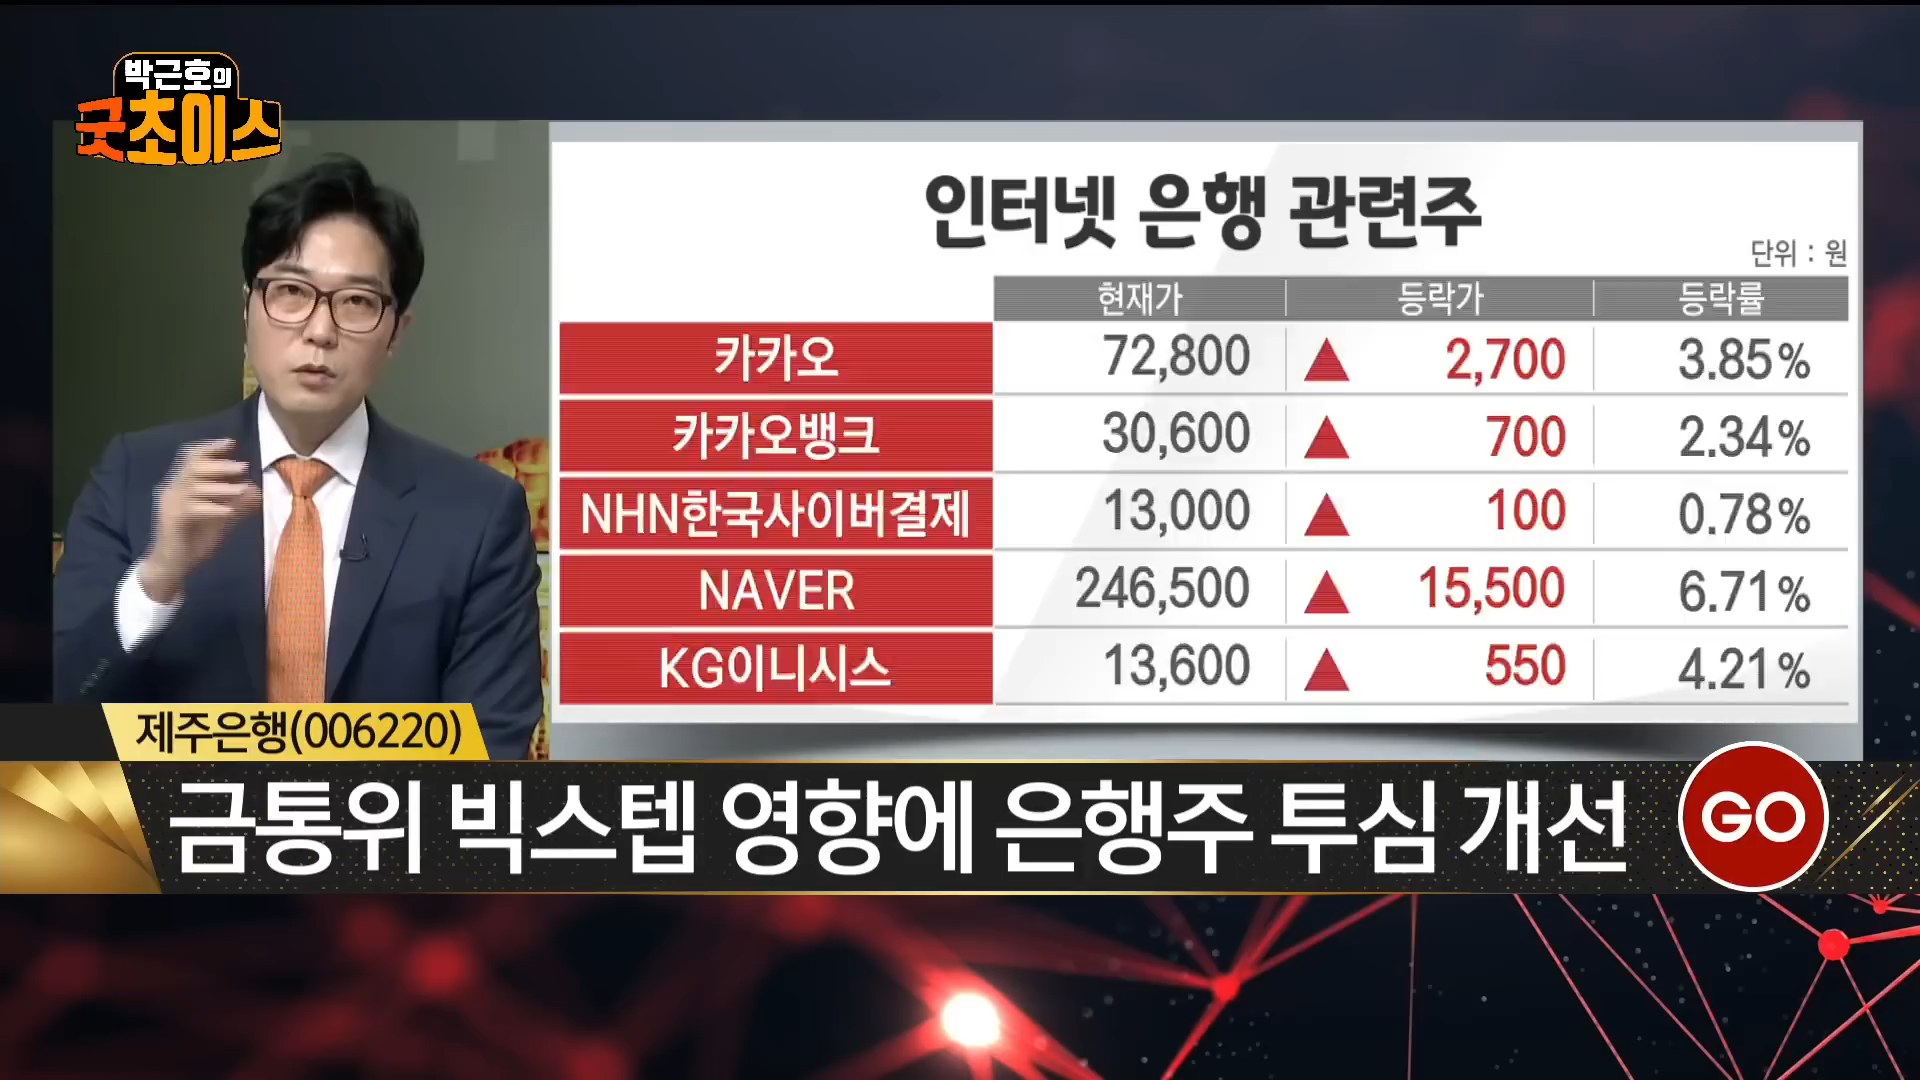 박근호의
굿초이스
인터넷 은행 관련주
단위 : 원
현재가 등락가 등락률
카카오 72,800 ▲ 2,700 3.85%
카카오뱅크 30,600 ▲ 700 2.34%
NHN한국사이버결제 13,000 ▲ 100 0.78%
NAVER 246,500 ▲ 15,500 6.71%
KG이니시스 13,600 ▲ 550 4.21%
제주은행(006220)
금통위 빅스텝 영향에 은행주 투심 개선
GO